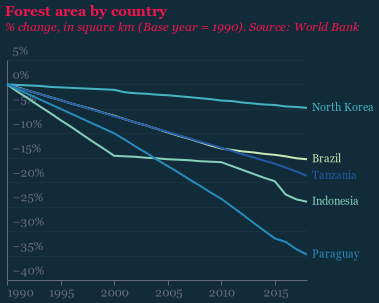 Forest area by country
% change, in square km (Base year = 1990). Source: World Bank
5%
0%
−5%
−10%
−15%
−20%
−25%
−30%
−35%
−40%
North Korea
Brazil
Tanzania
Indonesia
Paraguay
1990 1995 2000 2005 2010 2015